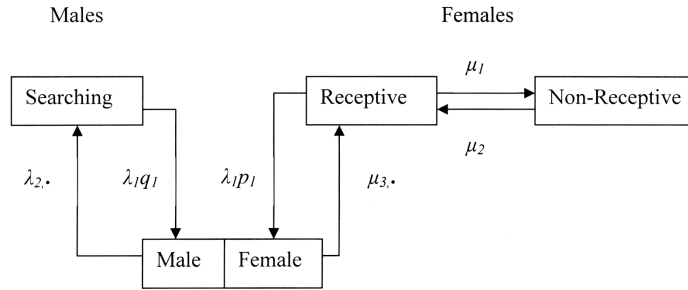 Males Females
μ1
Searching Receptive Non-Receptive
μ2
λ2,• λ1q1 λ1p1 μ3,•
Male Female